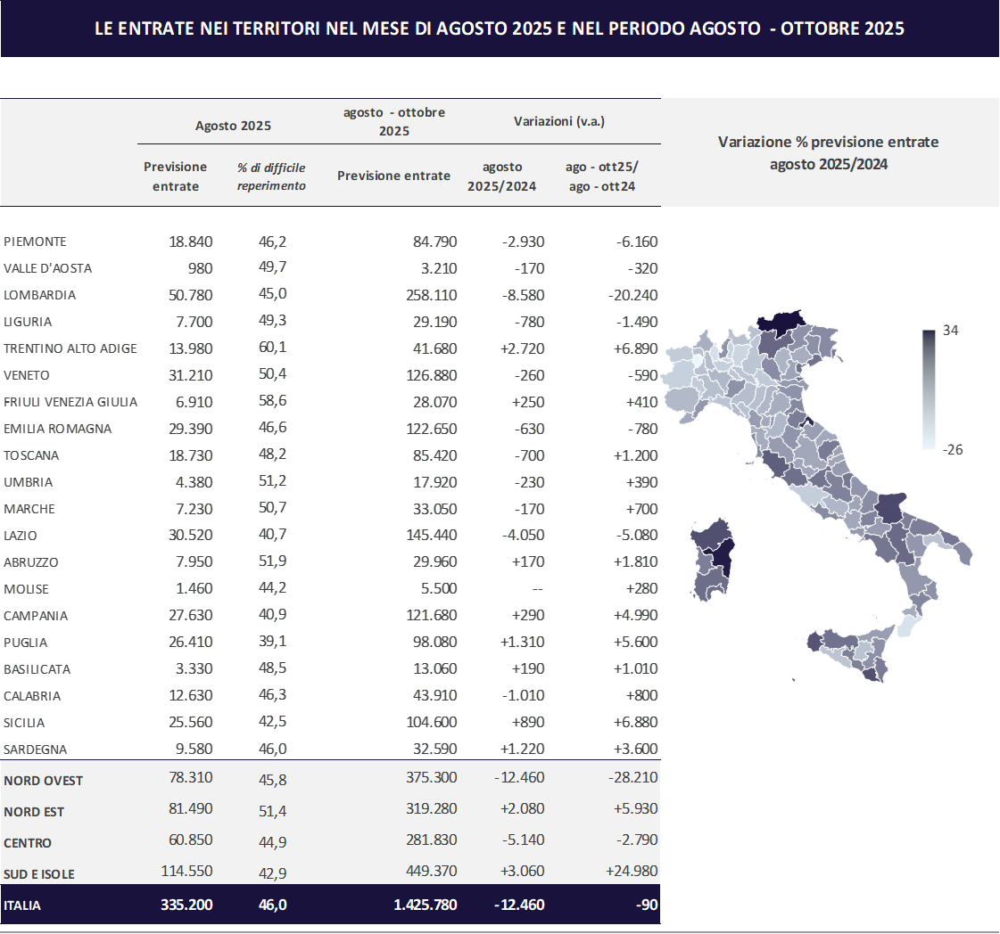 LE ENTRATE NEI TERRITORI NEL MESE DI AGOSTO 2025 E NEL PERIODO AGOSTO - OTTOBRE 2025
Agosto 2025
agosto - ottobre
2025
Variazioni (v.a.)
Variazione % previsione entrate
agosto 2025/2024
Previsione
entrate
% di difficile
reperimento
Previsione entrate
agosto
2025/2024
ago - ott25/
ago - ott24
PIEMONTE 18.840 46,2 84.790 -2.930 -6.160
VALLE D'AOSTA 980 49,7 3.210 -170 -320
LOMBARDIA 50.780 45,0 258.110 -8.580 -20.240
LIGURIA 7.700 49,3 29.190 -780 -1.490
TRENTINO ALTO ADIGE 13.980 60,1 41.680 +2.720 +6.890
VENETO 31.210 50,4 126.880 -260 -590
FRIULI VENEZIA GIULIA 6.910 58,6 28.070 +250 +410
EMILIA ROMAGNA 29.390 46,6 122.650 -630 -780
TOSCANA 18.730 48,2 85.420 -700 +1.200
UMBRIA 4.380 51,2 17.920 -230 +390
MARCHE 7.230 50,7 33.050 -170 +700
LAZIO 30.520 40,7 145.440 -4.050 -5.080
ABRUZZO 7.950 51,9 29.960 +170 +1.810
MOLISE 1.460 44,2 5.500 -- +280
CAMPANIA 27.630 40,9 121.680 +290 +4.990
PUGLIA 26.410 39,1 98.080 +1.310 +5.600
BASILICATA 3.330 48,5 13.060 +190 +1.010
CALABRIA 12.630 46,3 43.910 -1.010 +800
SICILIA 25.560 42,5 104.600 +890 +6.880
SARDEGNA 9.580 46,0 32.590 +1.220 +3.600
NORD OVEST 78.310 45,8 375.300 -12.460 -28.210
NORD EST 81.490 51,4 319.280 +2.080 +5.930
CENTRO 60.850 44,9 281.830 -5.140 -2.790
SUD E ISOLE 114.550 42,9 449.370 +3.060 +24.980
ITALIA 335.200 46,0 1.425.780 -12.460 -90
34
-26